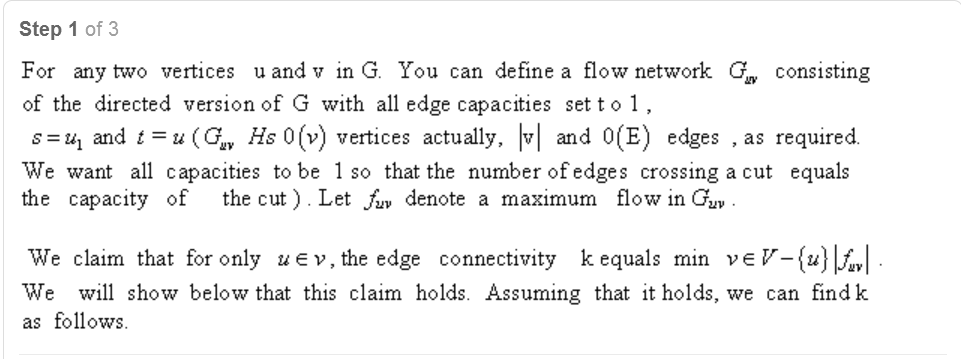 Step 1 of 3
For any two vertices u and v in G. You can define a flow network G_uv consisting
of the directed version of G with all edge capacities set t o 1 ,
s = u₁ and t = u ( G_uv Hs 0(v) vertices actually, |v| and 0(E) edges , as required.
We want all capacities to be 1 so that the number of edges crossing a cut equals
the capacity of the cut ). Let f_uv denote a maximum flow in G_uv .
We claim that for only u ∈ v, the edge connectivity k equals min v ∈ V − {u} |f_uv| .
We will show below that this claim holds. Assuming that it holds, we can find k
as follows.